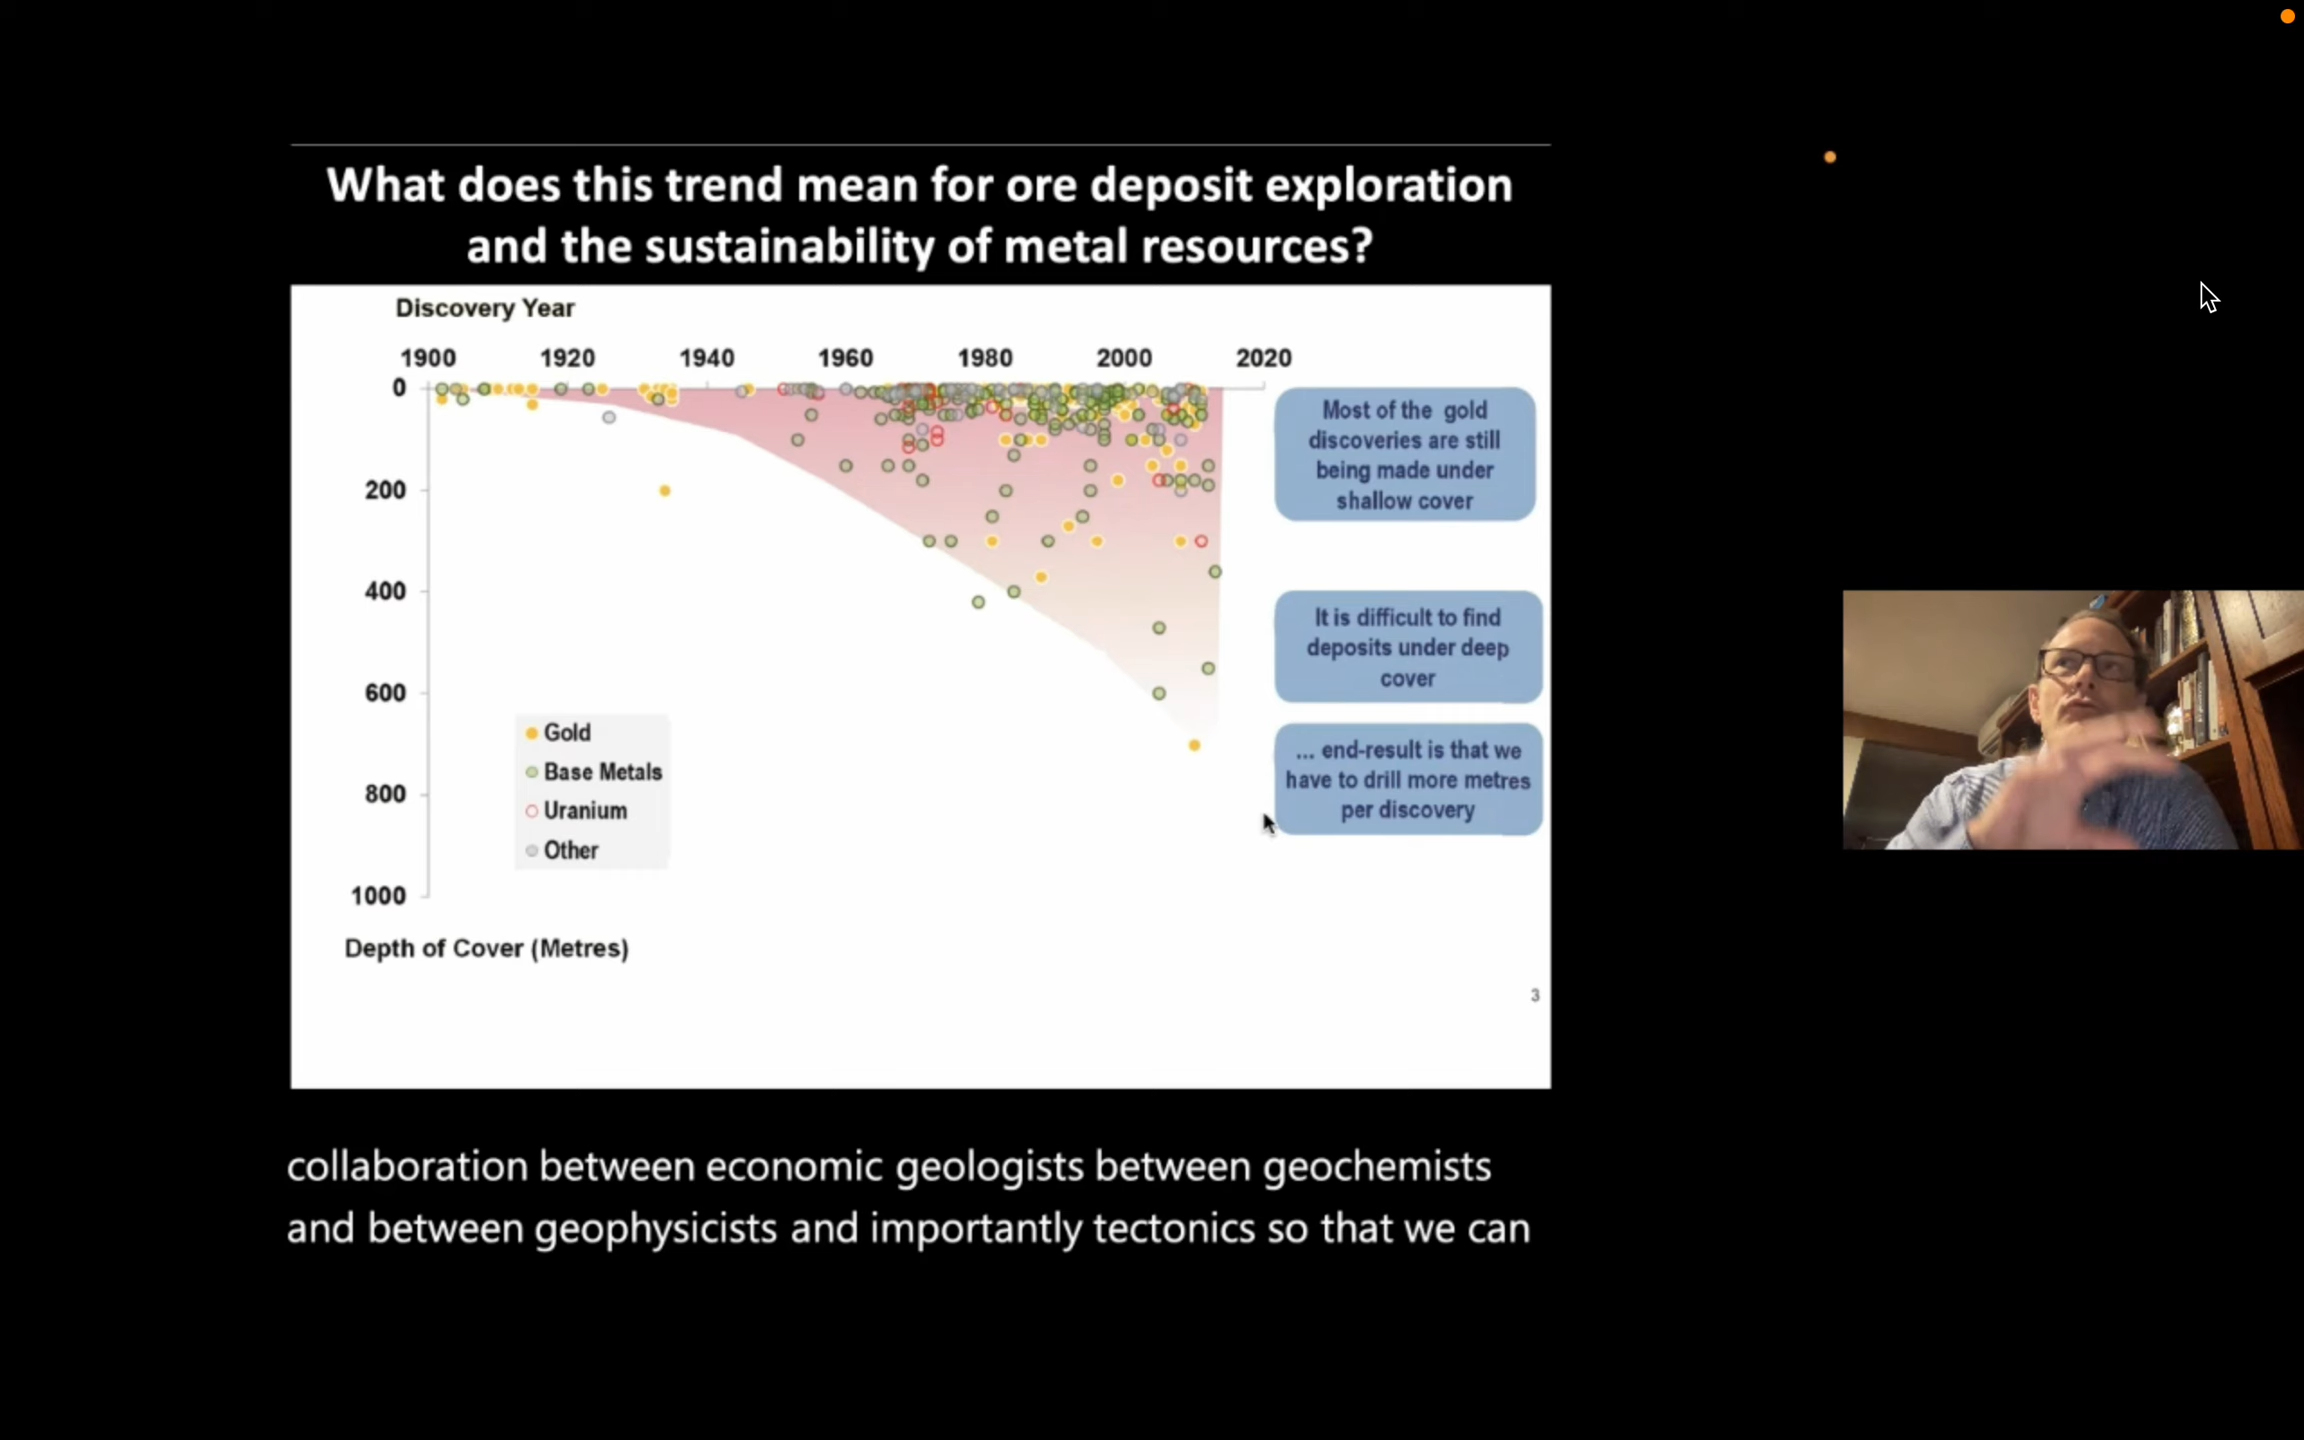 What does this trend mean for ore deposit exploration
and the sustainability of metal resources?
Discovery Year
1900 1920 1940 1960 1980 2000 2020
0
200
400
600
800
1000
Depth of Cover (Metres)
Gold
Base Metals
Uranium
Other
Most of the gold
discoveries are still
being made under
shallow cover
It is difficult to find
deposits under deep
cover
... end-result is that we
have to drill more metres
per discovery
3
collaboration between economic geologists between geochemists
and between geophysicists and importantly tectonics so that we can